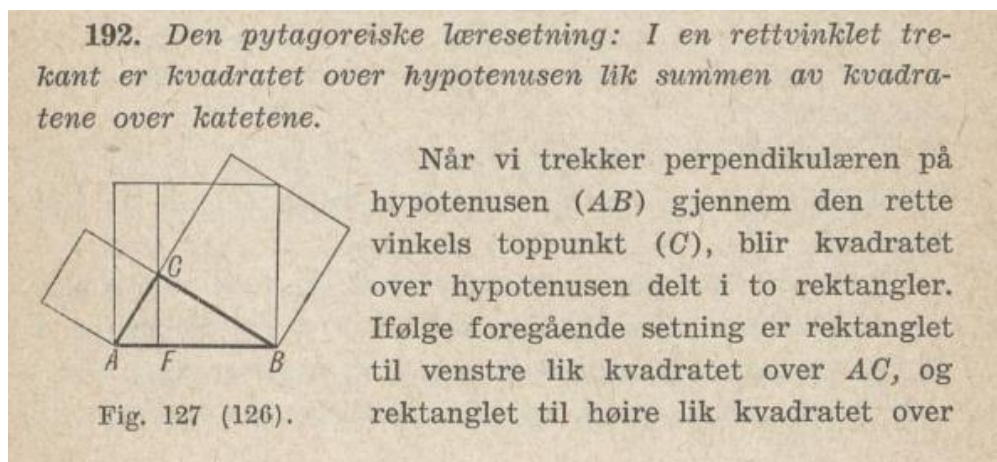 192. Den pytagoreiske læresetning: I en rettvinklet tre-
kant er kvadratet over hypotenusen lik summen av kvadra-
tene over katetene.
Når vi trekker perpendikulæren på
hypotenusen (AB) gjennem den rette
vinkels toppunkt (C), blir kvadratet
over hypotenusen delt i to rektangler.
Ifølge foregående setning er rektanglet
til venstre lik kvadratet over AC, og
rektanglet til høire lik kvadratet over
C
A F B
Fig. 127 (126).